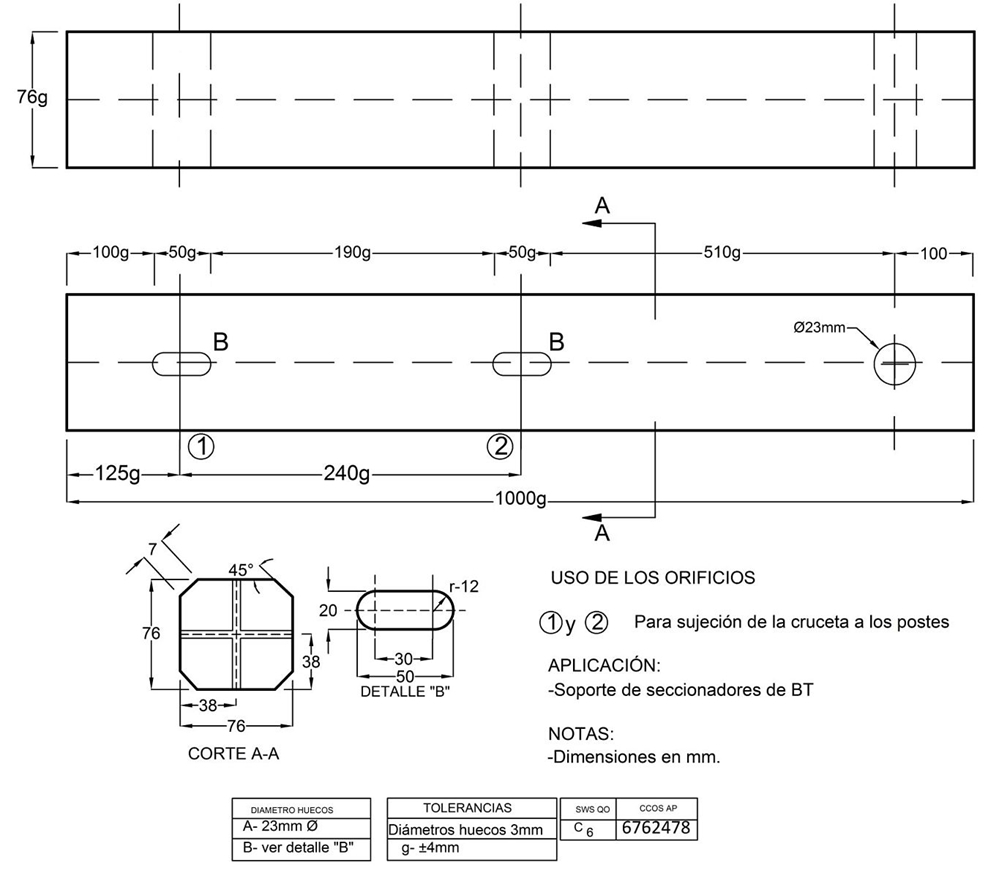 76g
A
100g 50g 190g 50g 510g 100
Ø23mm
B B
1 2
125g 240g
1000g
A
7
45°
76
38
38
76
CORTE A-A
r-12
20
30
50
DETALLE "B"
USO DE LOS ORIFICIOS
1 y 2 Para sujeción de la cruceta a los postes
APLICACIÓN:
-Soporte de seccionadores de BT
NOTAS:
-Dimensiones en mm.
DIAMETRO HUECOS
A- 23mm Ø
B- ver detalle "B"
TOLERANCIAS
Diámetros huecos 3mm
g- ±4mm
SWS QO CCOS AP
C 6 6762478